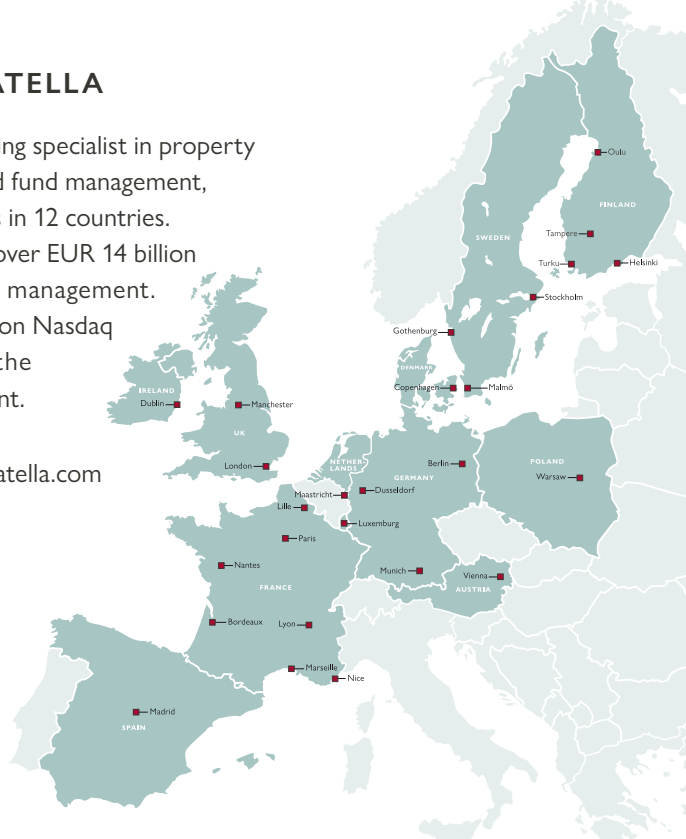 ATELLA
ing specialist in property
d fund management,
s in 12 countries.
over EUR 14 billion
management.
on Nasdaq
the
nt.
atella.com
Oulu
FINLAND
SWEDEN
Tampere
Turku
Helsinki
Stockholm
Gothenburg
DENMARK
Copenhagen
Malmö
IRELAND
Dublin
Manchester
UK
London
NETHER
LANDS
GERMANY
Berlin
POLAND
Warsaw
Maastricht
Dusseldorf
Lille
Luxemburg
Paris
Nantes
Munich
Vienna
AUSTRIA
FRANCE
Bordeaux
Lyon
Marseille
Nice
Madrid
SPAIN